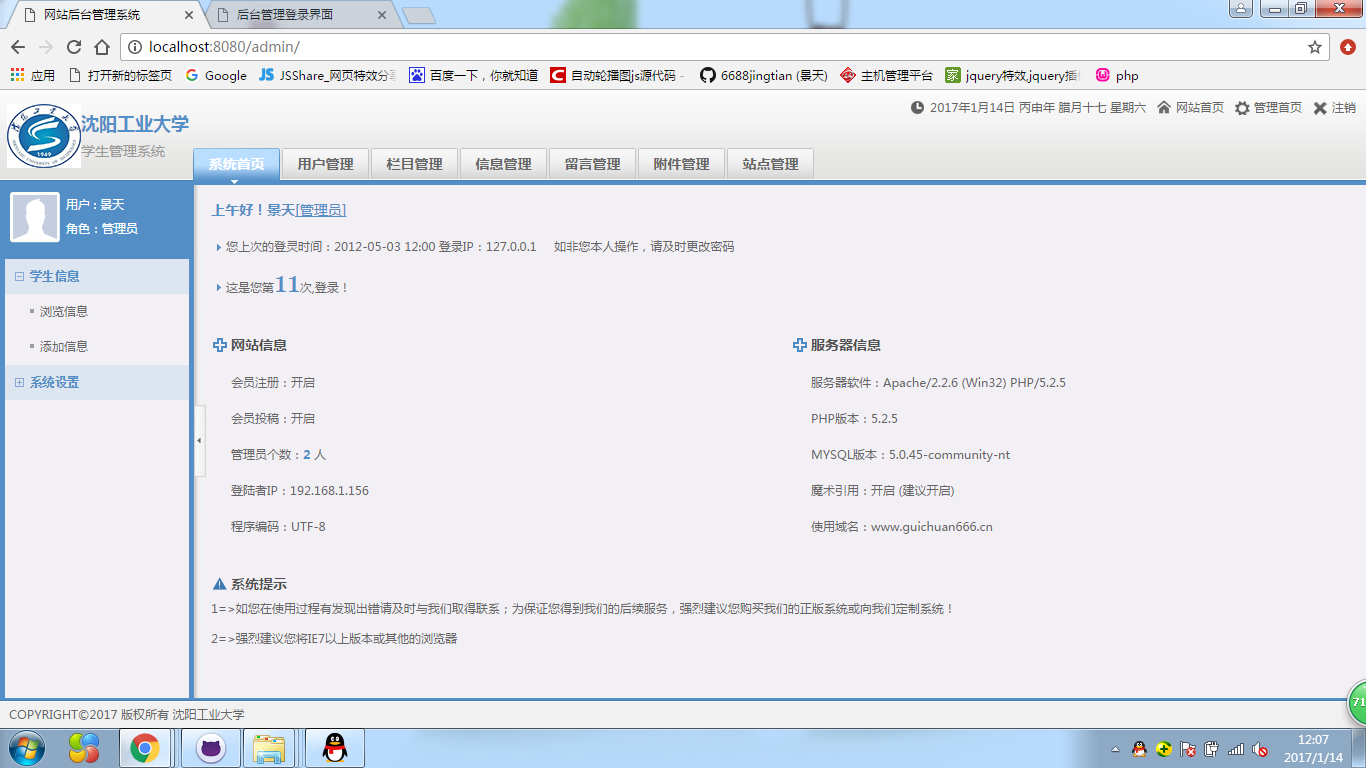 网站后台管理系统
后台管理登录界面
localhost:8080/admin/
应用 打开新的标签页 Google JSShare_网页特效分享 百度一下，你就知道 自动轮播图js源代码 - 6688jingtian (景天) 主机管理平台 jquery特效,jquery插 php
2017年1月14日 丙申年 腊月十七 星期六 网站首页 管理首页 注销
1949
沈阳工业大学
学生管理系统
系统首页 用户管理 栏目管理 信息管理 留言管理 附件管理 站点管理
用户：景天
角色：管理员
学生信息
浏览信息
添加信息
系统设置
上午好！景天[管理员]
您上次的登灵时间：2012-05-03 12:00 登录IP：127.0.0.1 如非您本人操作，请及时更改密码
这是您第11次,登录！
网站信息
会员注册：开启
会员投稿：开启
管理员个数：2 人
登陆者IP：192.168.1.156
程序编码：UTF-8
服务器信息
服务器软件：Apache/2.2.6 (Win32) PHP/5.2.5
PHP版本：5.2.5
MYSQL版本：5.0.45-community-nt
魔术引用：开启 (建议开启)
使用域名：www.guichuan666.cn
系统提示
1=>如您在使用过程有发现出错请及时与我们取得联系；为保证您得到我们的后续服务，强烈建议您购买我们的正版系统或向我们定制系统！
2=>强烈建议您将IE7以上版本或其他的浏览器
71
COPYRIGHT©2017 版权所有 沈阳工业大学
12:07
2017/1/14